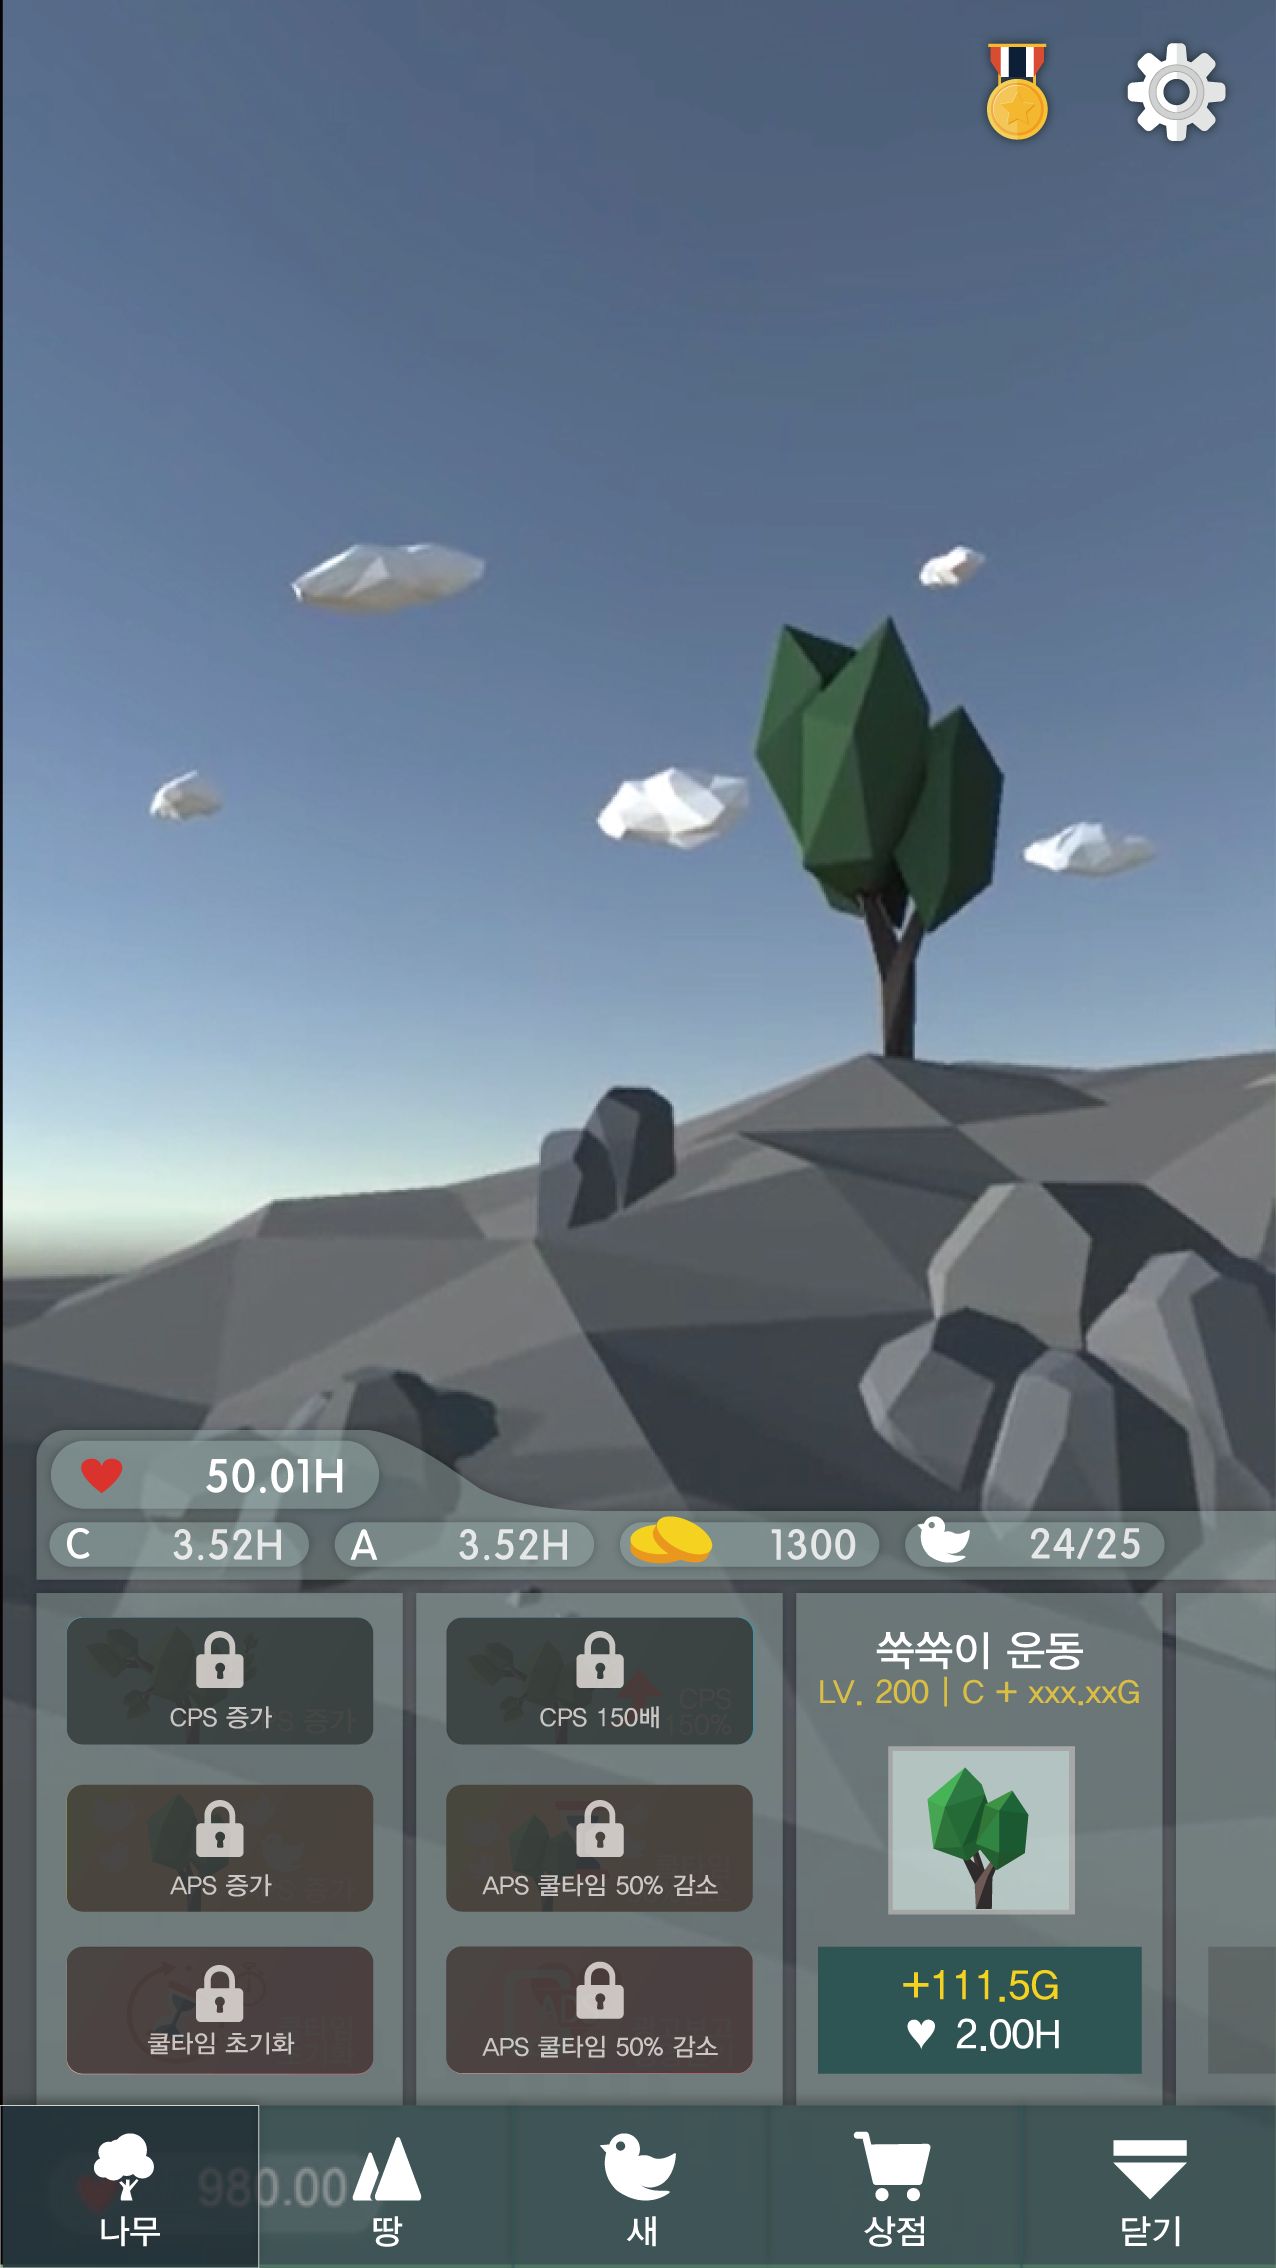 50.01H
C 3.52H A 3.52H 1300 24/25
CPS 증가
CPS 150배
CPS
150%
쑥쑥이 운동
LV. 200 | C + xxx.xxG
APS 증가
APS 쿨타임 50% 감소
쿨타임 초기화
APS 쿨타임 50% 감소
+111.5G
♥ 2.00H
980.00
나무
땅
새
상점
닫기